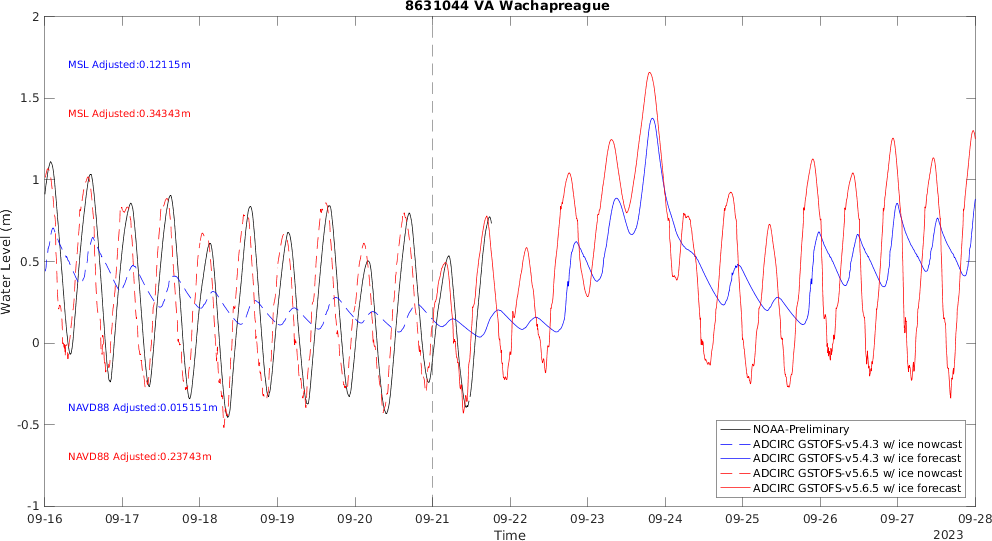 8631044 VA Wachapreague
2
1.5
1
0.5
0
-0.5
-1
Water Level (m)
MSL Adjusted:0.12115m
MSL Adjusted:0.34343m
NAVD88 Adjusted:0.015151m
NAVD88 Adjusted:0.23743m
NOAA-Preliminary
ADCIRC GSTOFS-v5.4.3 w/ ice nowcast
ADCIRC GSTOFS-v5.4.3 w/ ice forecast
ADCIRC GSTOFS-v5.6.5 w/ ice nowcast
ADCIRC GSTOFS-v5.6.5 w/ ice forecast
09-16 09-17 09-18 09-19 09-20 09-21 09-22 09-23 09-24 09-25 09-26 09-27 09-28
Time
2023